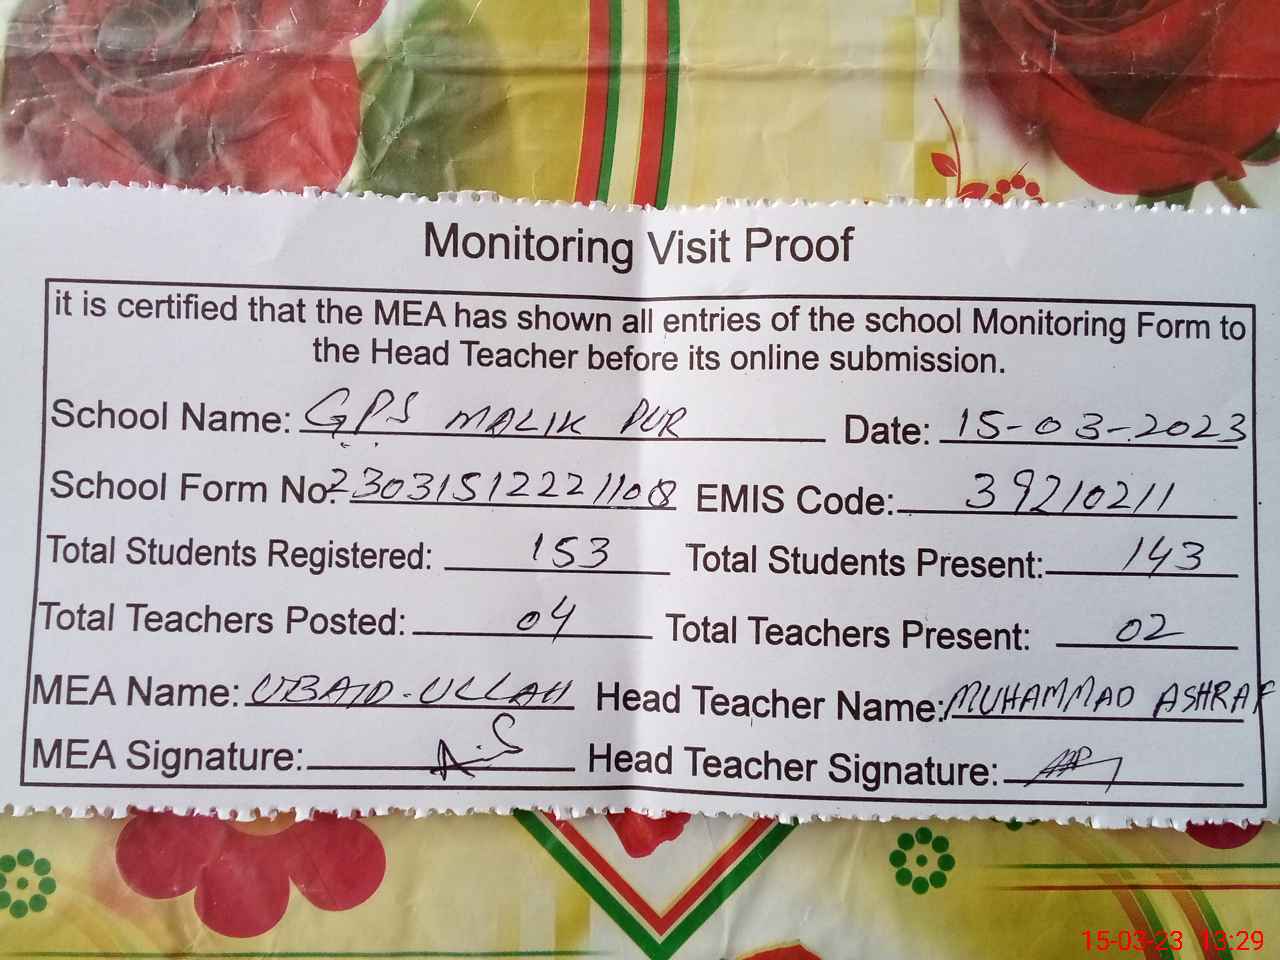 Monitoring Visit Proof
it is certified that the MEA has shown all entries of the school Monitoring Form to
the Head Teacher before its online submission.
School Name: GPS MALIK PUR Date: 15-03-2023
School Form No: 23031512221108 EMIS Code: 39210211
Total Students Registered: 153 Total Students Present: 143
Total Teachers Posted: 04 Total Teachers Present: 02
MEA Name: UBAID-ULLAH Head Teacher Name: MUHAMMAD ASHRAF
MEA Signature: Head Teacher Signature:
15-03-23 13:29